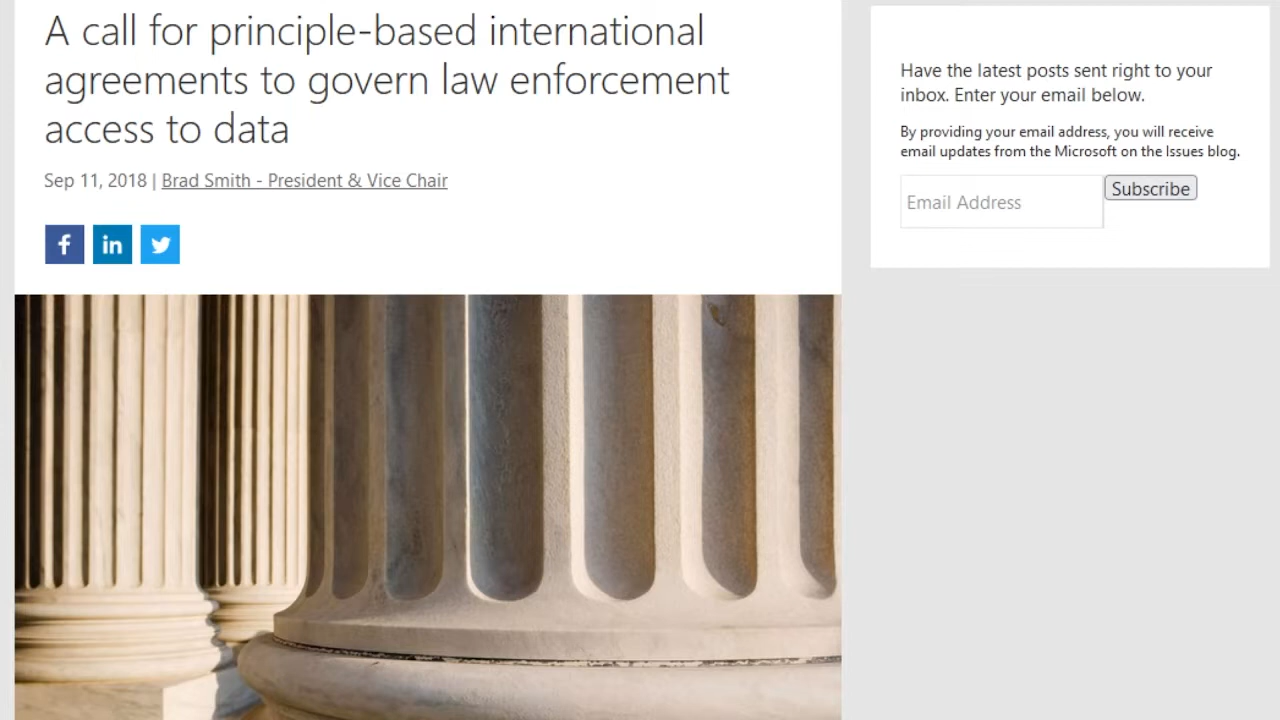 A call for principle-based international
agreements to govern law enforcement
access to data
Sep 11, 2018 | Brad Smith - President & Vice Chair
f
in
Have the latest posts sent right to your
inbox. Enter your email below.
By providing your email address, you will receive
email updates from the Microsoft on the Issues blog.
Email Address
Subscribe